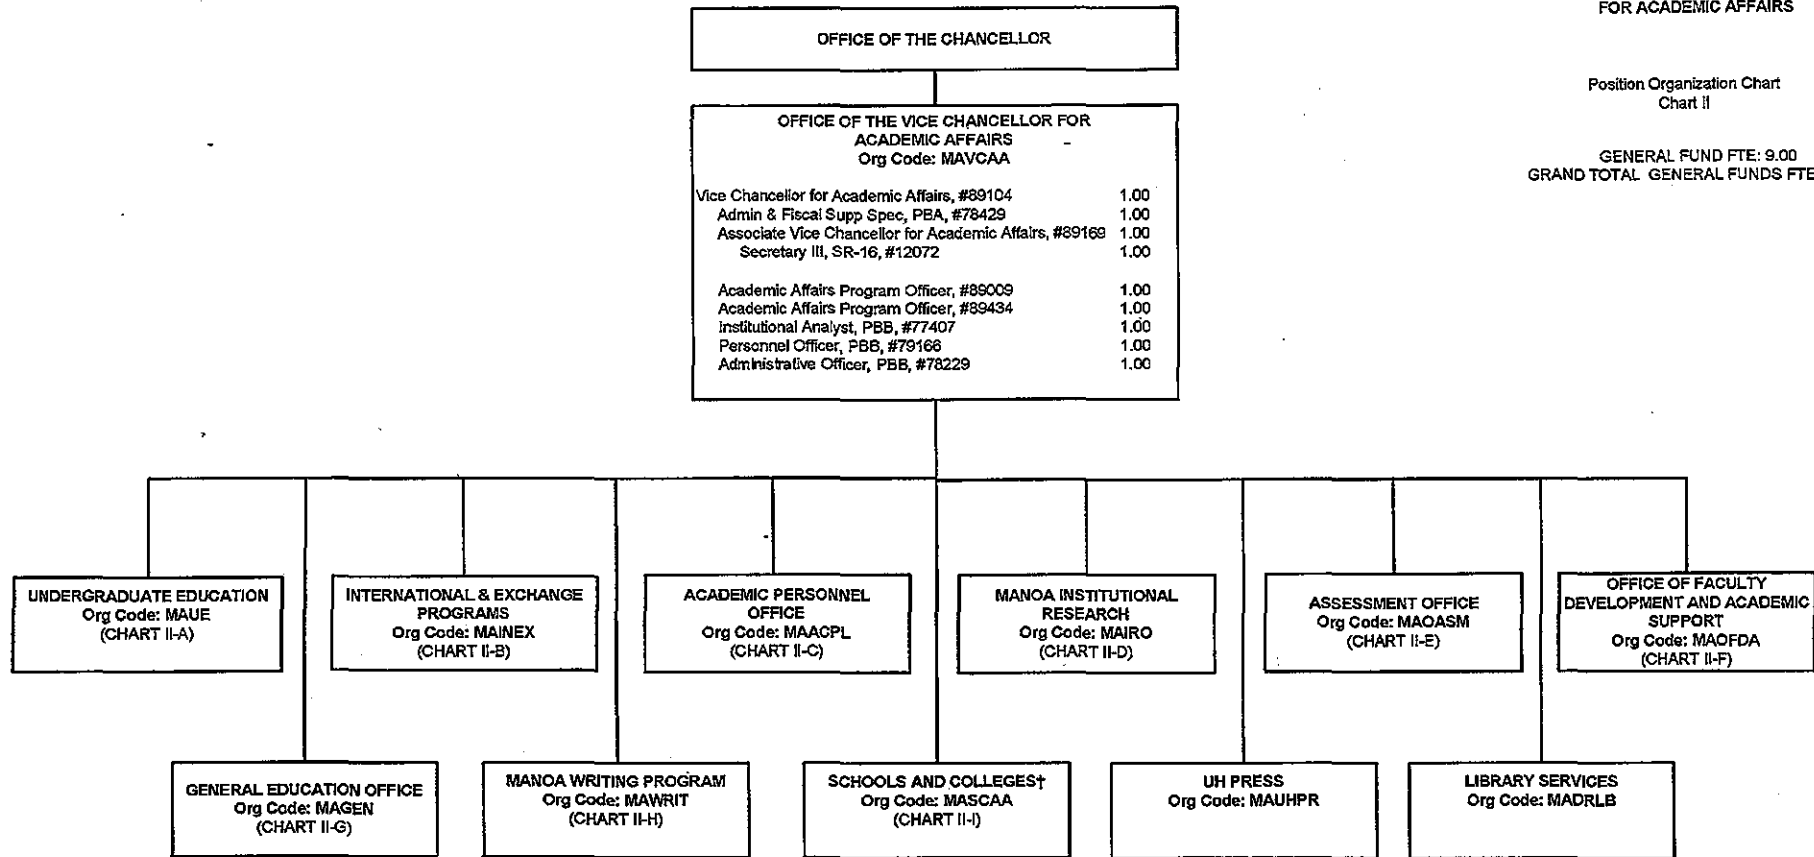 FOR ACADEMIC AFFAIRS
OFFICE OF THE CHANCELLOR
Position Organization Chart
Chart II
GENERAL FUND FTE: 9.00
GRAND TOTAL GENERAL FUNDS FTE
OFFICE OF THE VICE CHANCELLOR FOR
ACADEMIC AFFAIRS
Org Code: MAVCAA
Vice Chancellor for Academic Affairs, #89104 1.00
Admin & Fiscal Supp Spec, PBA, #78429 1.00
Associate Vice Chancellor for Academic Affairs, #89169 1.00
Secretary III, SR-16, #12072 1.00
Academic Affairs Program Officer, #89009 1.00
Academic Affairs Program Officer, #89434 1.00
Institutional Analyst, PBB, #77407 1.00
Personnel Officer, PBB, #79166 1.00
Administrative Officer, PBB, #78229 1.00
UNDERGRADUATE EDUCATION
Org Code: MAUE
(CHART II-A)
INTERNATIONAL & EXCHANGE
PROGRAMS
Org Code: MAINEX
(CHART II-B)
ACADEMIC PERSONNEL
OFFICE
Org Code: MAACPL
(CHART II-C)
MANOA INSTITUTIONAL
RESEARCH
Org Code: MAIRO
(CHART II-D)
ASSESSMENT OFFICE
Org Code: MAOASM
(CHART II-E)
OFFICE OF FACULTY
DEVELOPMENT AND ACADEMIC
SUPPORT
Org Code: MAOFDA
(CHART II-F)
GENERAL EDUCATION OFFICE
Org Code: MAGEN
(CHART II-G)
MANOA WRITING PROGRAM
Org Code: MAWRIT
(CHART II-H)
SCHOOLS AND COLLEGES†
Org Code: MASCAA
(CHART II-I)
UH PRESS
Org Code: MAUHPR
LIBRARY SERVICES
Org Code: MADRLB